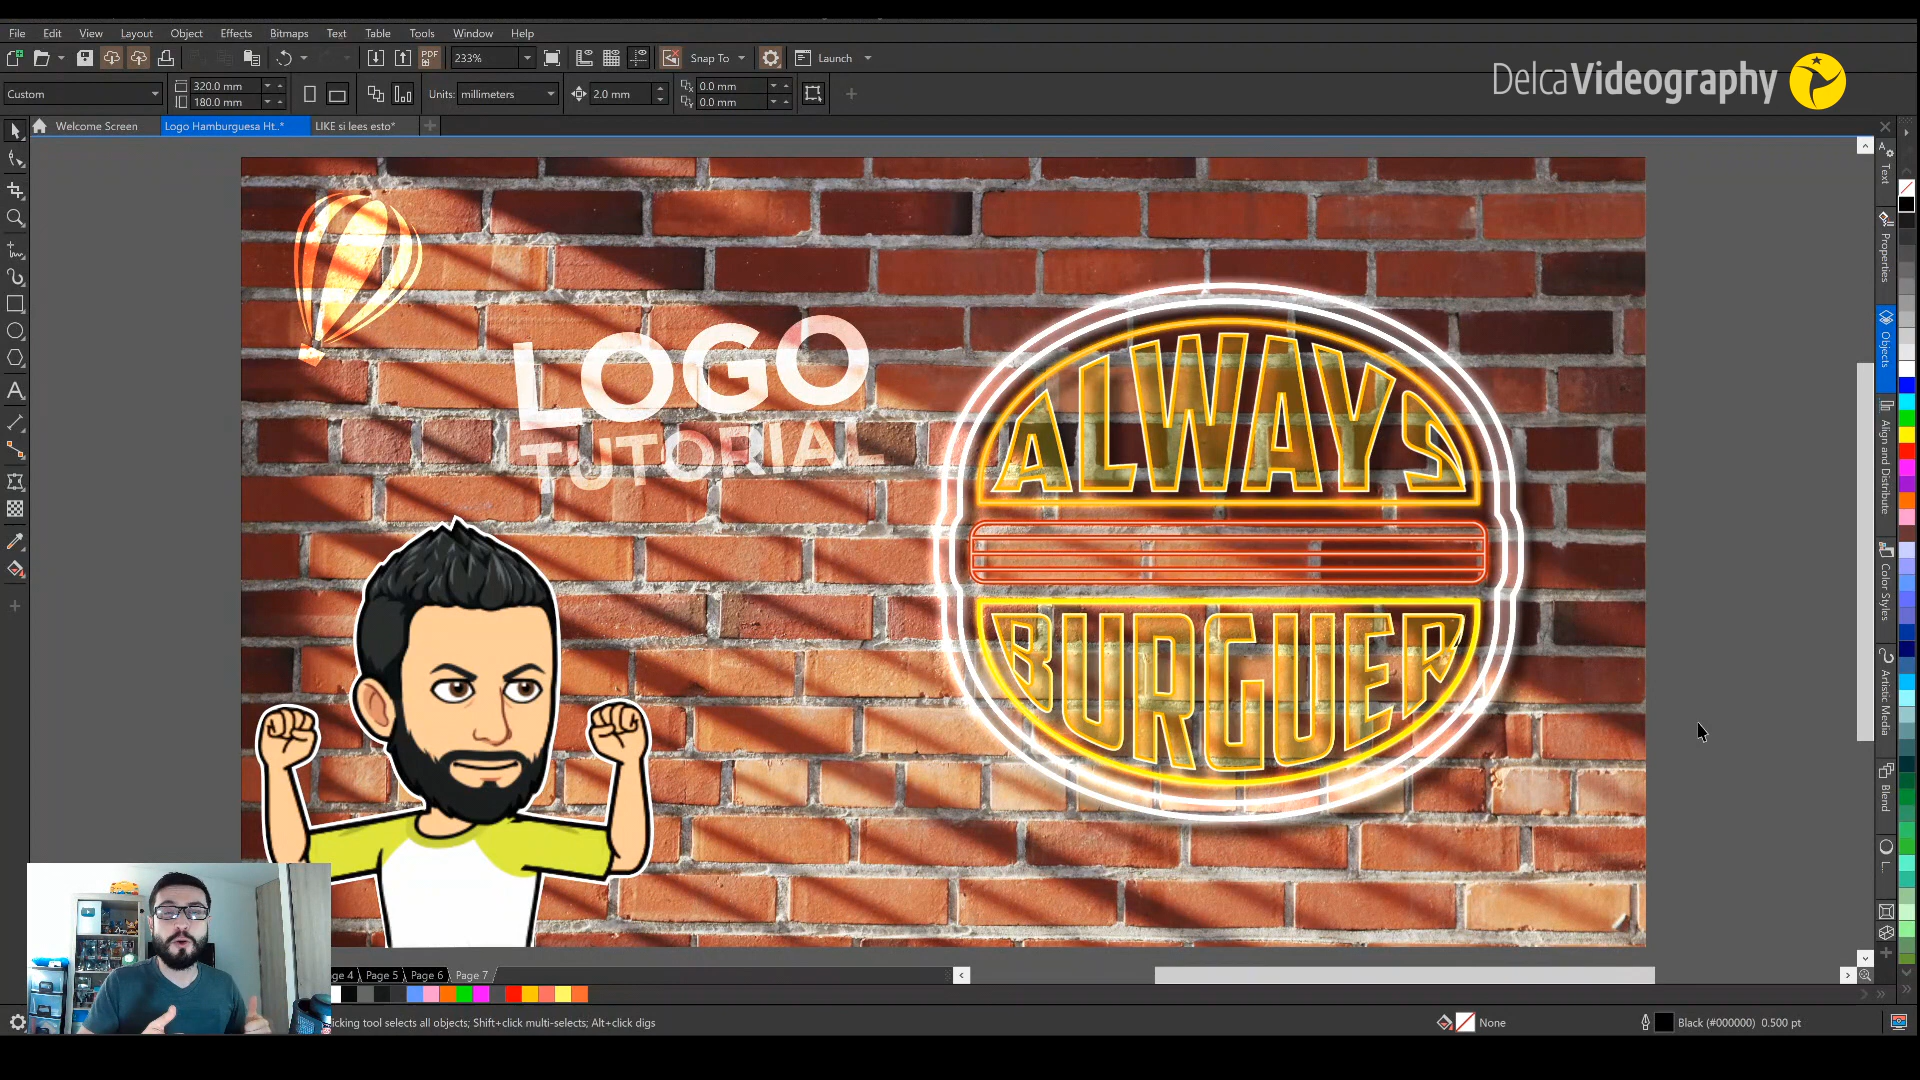 File Edit View Layout Object Effects Bitmaps Text Table Tools Window Help
PDF 233% Snap To Launch
Custom 320.0 mm 180.0 mm Units: millimeters 2.0 mm 0.0 mm 0.0 mm
DelcaVideography
Welcome Screen Logo Hamburguesa Ht..* LIKE si lees esto*
LOGO
TUTORIAL
ALWAYS
BURGUER
Text
Properties
Objects
Align and Distribute
Color Styles
Artistic Media
Blend
ge 4 Page 5 Page 6 Page 7
icking tool selects all objects; Shift+click multi-selects; Alt+click digs
None Black (#000000) 0.500 pt